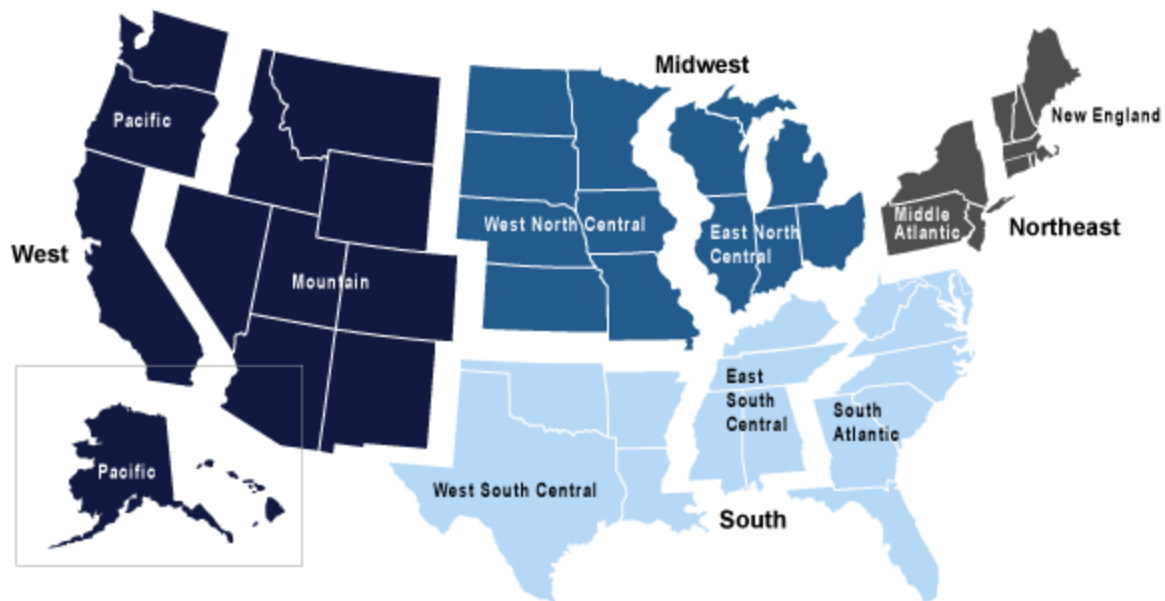 Midwest
Pacific
New England
Middle
Atlantic
West North Central
East North
Central
Northeast
West
Mountain
East
South
Central
South
Atlantic
Pacific
West South Central
South